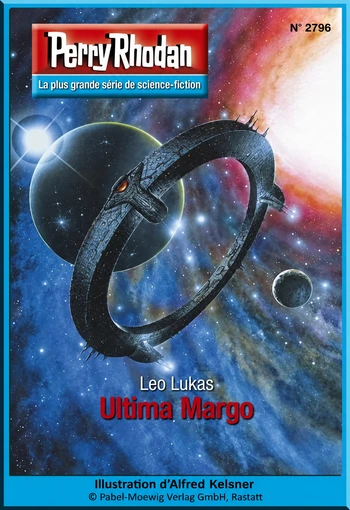 N° 2796
Perry Rhodan
La plus grande série de science-fiction
Leo Lukas
Ultima Margo
Illustration d'Alfred Kelsner
© Pabel-Moewig Verlag GmbH, Rastatt